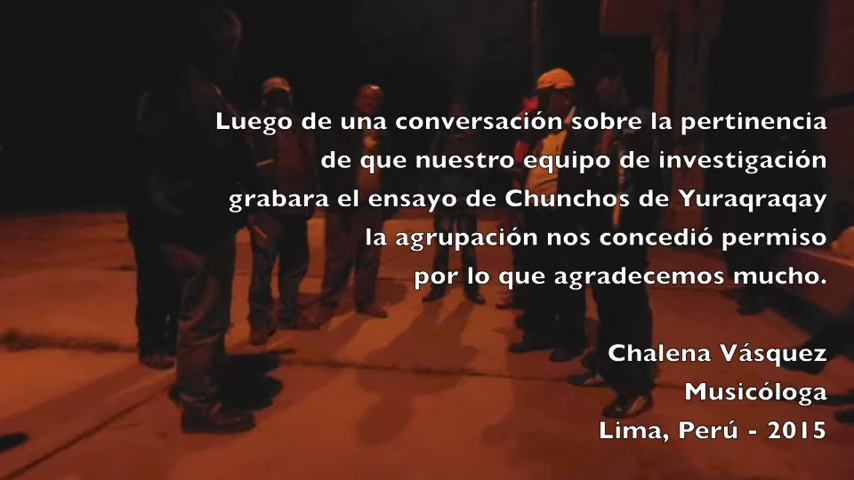 Luego de una conversación sobre la pertinencia
de que nuestro equipo de investigación
grabara el ensayo de Chunchos de Yuraqraqay
la agrupación nos concedió permiso
por lo que agradecemos mucho.
Chalena Vásquez
Musicóloga
Lima, Perú - 2015